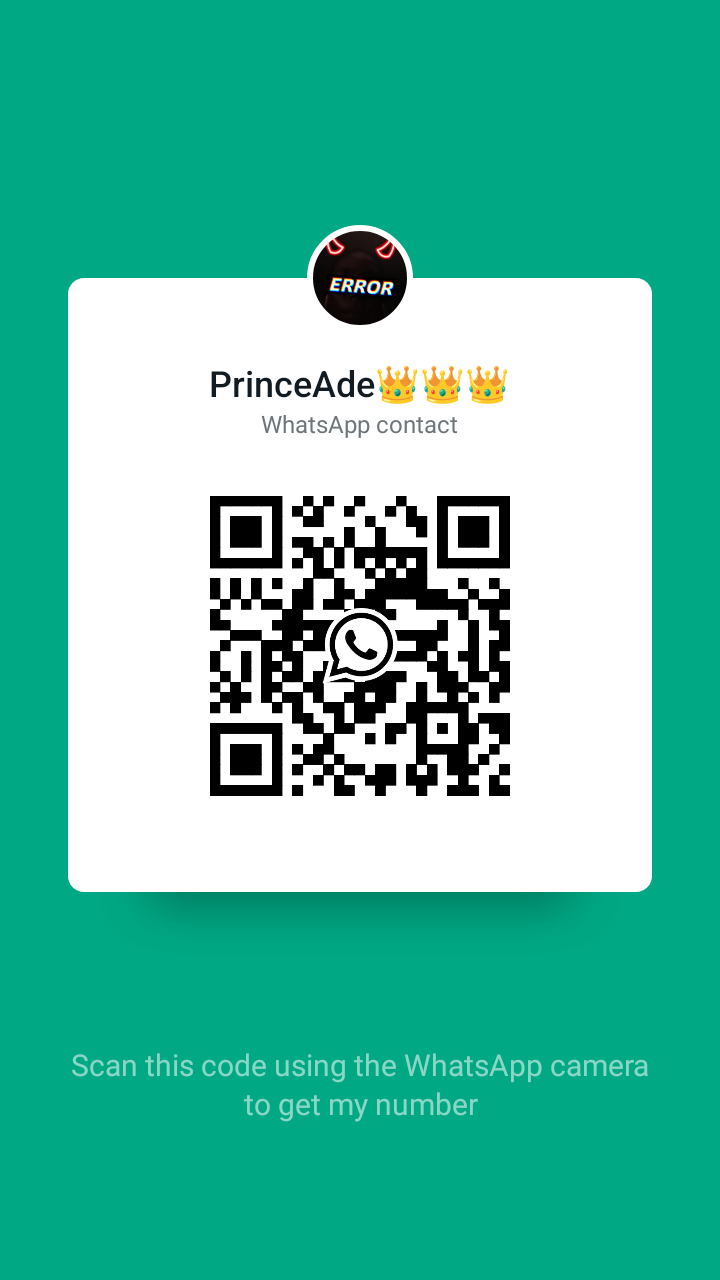 ERROR
PrinceAde👑👑👑
WhatsApp contact
Scan this code using the WhatsApp camera
to get my number